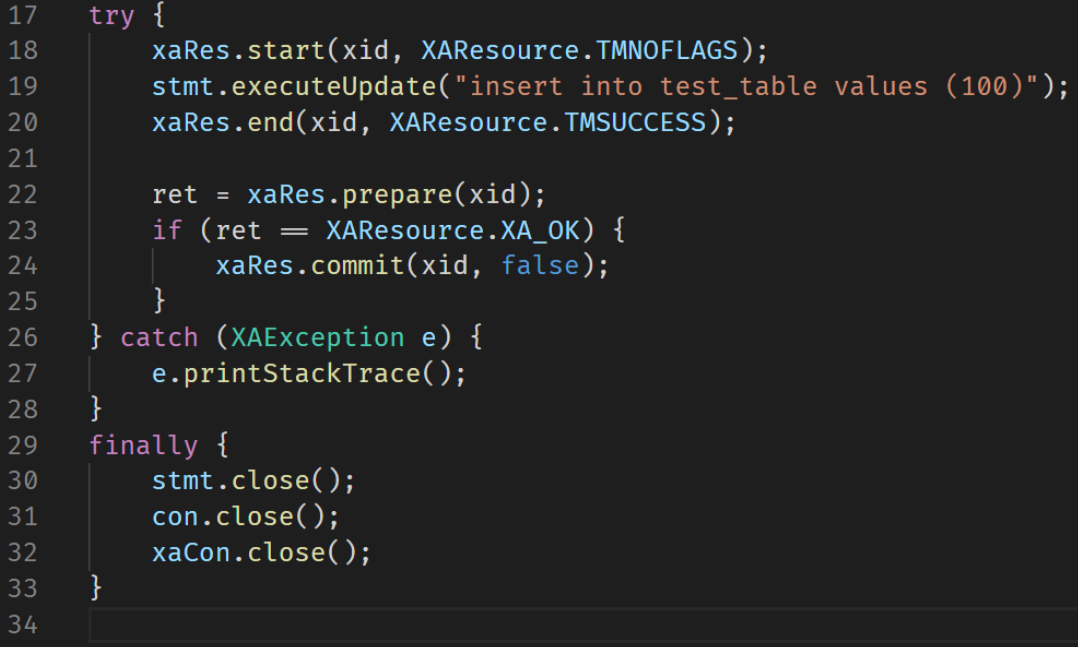 17 try {
18 xaRes.start(xid, XAResource.TMNOFLAGS);
19 stmt.executeUpdate("insert into test_table values (100)");
20 xaRes.end(xid, XAResource.TMSUCCESS);
21
22 ret = xaRes.prepare(xid);
23 if (ret == XAResource.XA_OK) {
24 xaRes.commit(xid, false);
25 }
26 } catch (XAException e) {
27 e.printStackTrace();
28 }
29 finally {
30 stmt.close();
31 con.close();
32 xaCon.close();
33 }
34